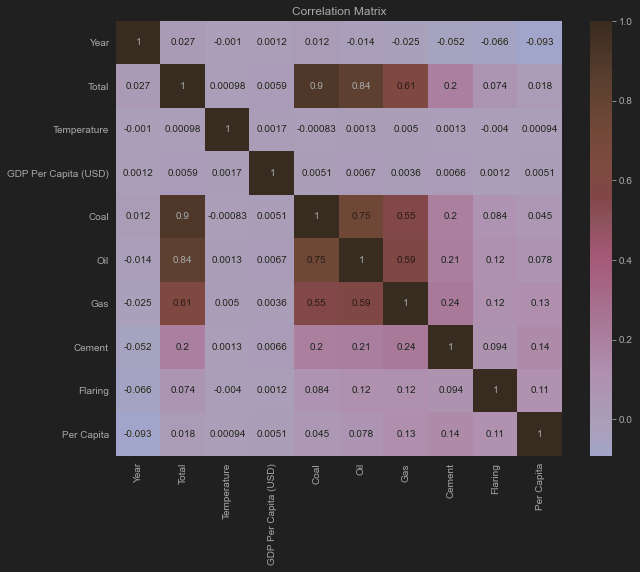 Correlation Matrix
Year 1 0.027 -0.001 0.0012 0.012 -0.014 -0.025 -0.052 -0.066 -0.093
Total 0.027 1 0.00098 0.0059 0.9 0.84 0.61 0.2 0.074 0.018
Temperature -0.001 0.00098 1 0.0017 -0.00083 0.0013 0.005 0.0013 -0.004 0.00094
GDP Per Capita (USD) 0.0012 0.0059 0.0017 1 0.0051 0.0067 0.0036 0.0066 0.0012 0.0051
Coal 0.012 0.9 -0.00083 0.0051 1 0.75 0.55 0.2 0.084 0.045
Oil -0.014 0.84 0.0013 0.0067 0.75 1 0.59 0.21 0.12 0.078
Gas -0.025 0.61 0.005 0.0036 0.55 0.59 1 0.24 0.12 0.13
Cement -0.052 0.2 0.0013 0.0066 0.2 0.21 0.24 1 0.094 0.14
Flaring -0.066 0.074 -0.004 0.0012 0.084 0.12 0.12 0.094 1 0.11
Per Capita -0.093 0.018 0.00094 0.0051 0.045 0.078 0.13 0.14 0.11 1
Year Total Temperature GDP Per Capita (USD) Coal Oil Gas Cement Flaring Per Capita
1.0
0.8
0.6
0.4
0.2
0.0